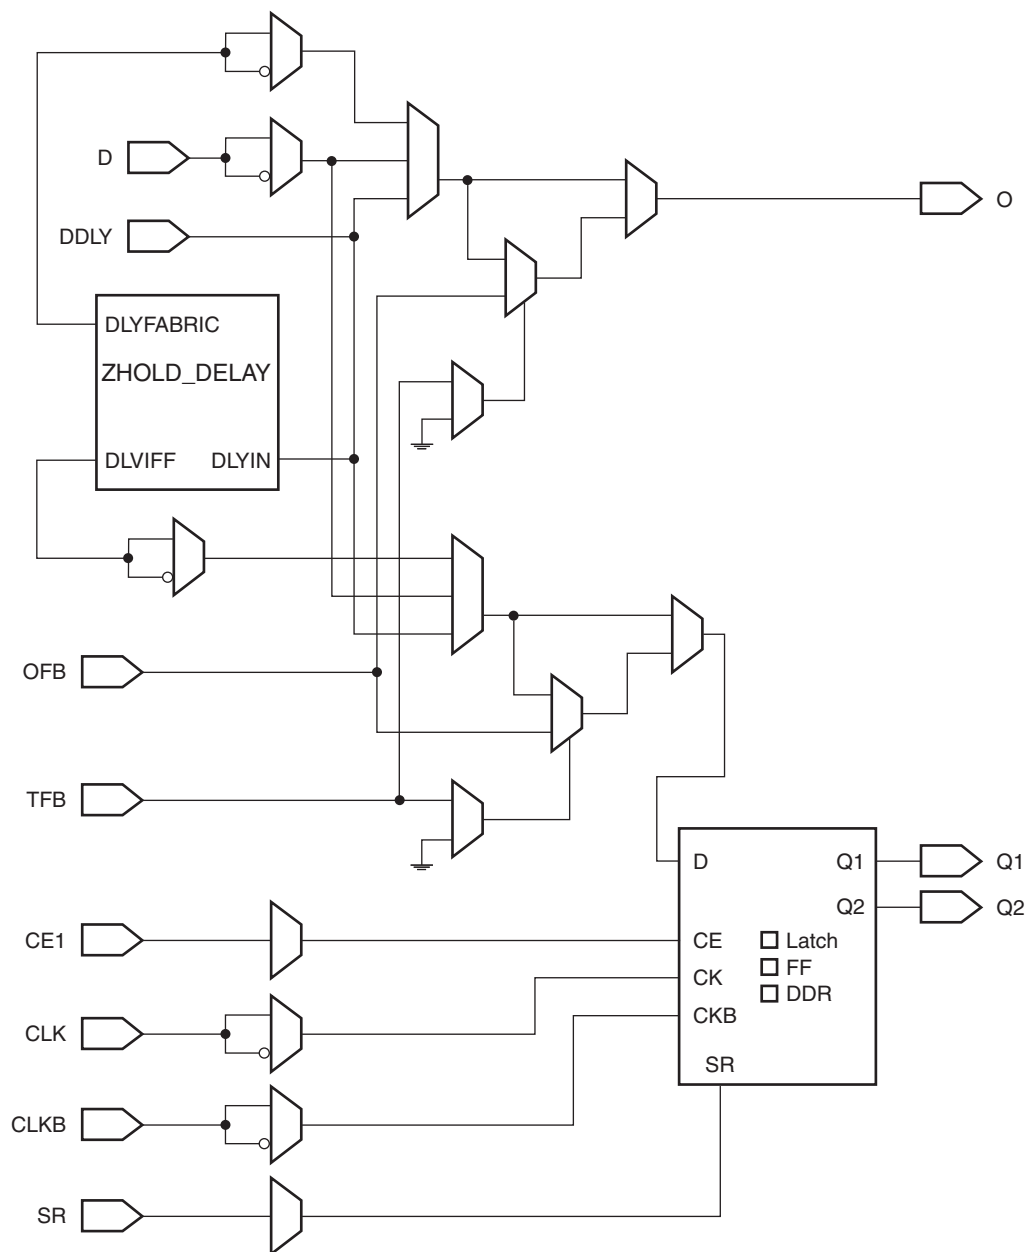 D
O
DDLY
DLYFABRIC
ZHOLD_DELAY
DLVIFF DLYIN
OFB
TFB
D Q1 Q1
Q2 Q2
CE1 CE Latch
FF
CK
DDR
CLK CKB
SR
CLKB
SR